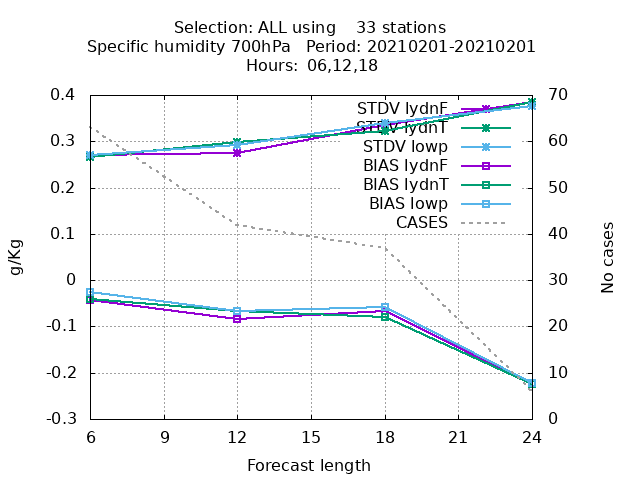 Selection: ALL using 33 stations
Specific humidity 700hPa Period: 20210201-20210201
Hours: 06,12,18
0.4
0.3
0.2
0.1
0
-0.1
-0.2
-0.3
g/Kg
STDV lydnF
STDV lydnT
STDV lowp
BIAS lydnF
BIAS lydnT
BIAS lowp
CASES
70
60
50
40
30
20
10
0
No cases
6 9 12 15 18 21 24
Forecast length